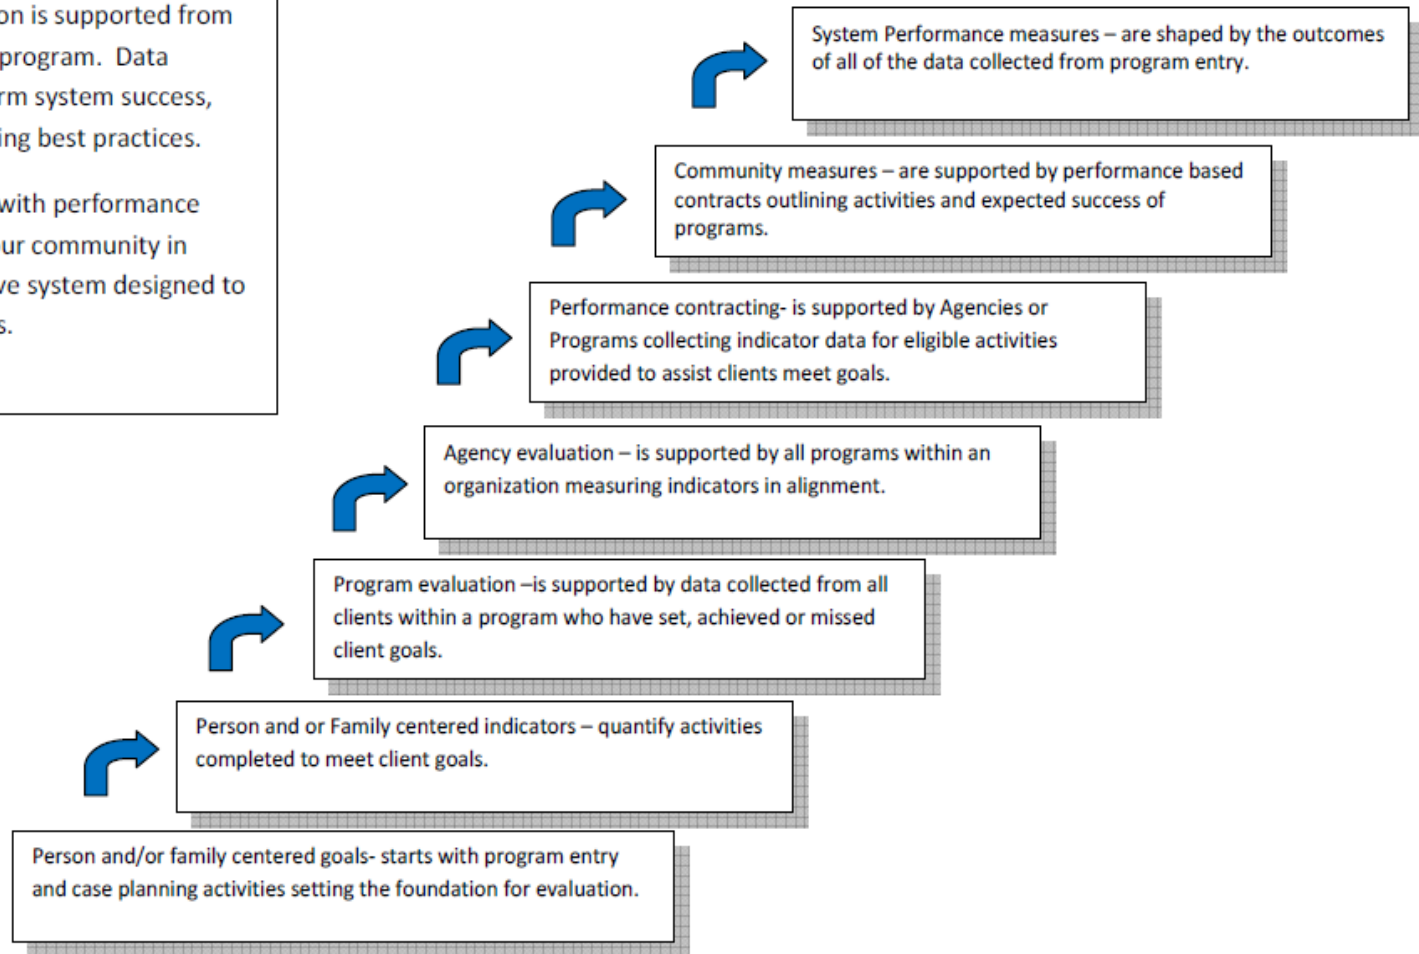 on is supported from
program.  Data
rm system success,
ing best practices.
with performance
ur community in
ve system designed to
s.
System Performance measures – are shaped by the outcomes
of all of the data collected from program entry.
Community measures – are supported by performance based
contracts outlining activities and expected success of
programs.
Performance contracting- is supported by Agencies or
Programs collecting indicator data for eligible activities
provided to assist clients meet goals.
Agency evaluation – is supported by all programs within an
organization measuring indicators in alignment.
Program evaluation –is supported by data collected from all
clients within a program who have set, achieved or missed
client goals.
Person and or Family centered indicators – quantify activities
completed to meet client goals.
Person and/or family centered goals- starts with program entry
and case planning activities setting the foundation for evaluation.